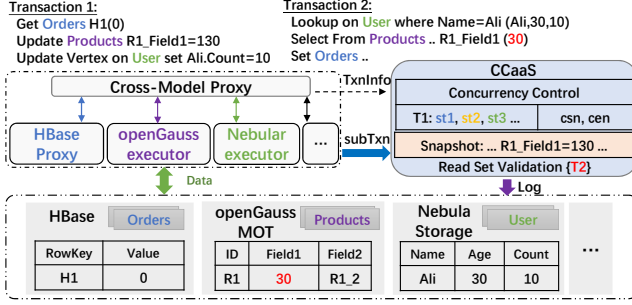 Transaction 1:
Get Orders H1(0)
Update Products R1_Field1=130
Update Vertex on User set Ali.Count=10
Transaction 2:
Lookup on User where Name=Ali (Ali,30,10)
Select From Products .. R1_Field1 (30)
Set Orders ..
Cross-Model Proxy
HBase
Proxy
openGauss
executor
Nebular
executor
...
TxnInfo
subTxn
CCaaS
Concurrency Control
T1: st1, st2, st3 ...
csn, cen
Snapshot: ... R1_Field1=130 ...
Read Set Validation {T2}
Data
Log
HBase
Orders
RowKey Value
H1 0
openGauss
MOT
Products
ID Field1 Field2
R1 30 R1_2
Nebula
Storage
User
Name Age Count
Ali 30 10
...